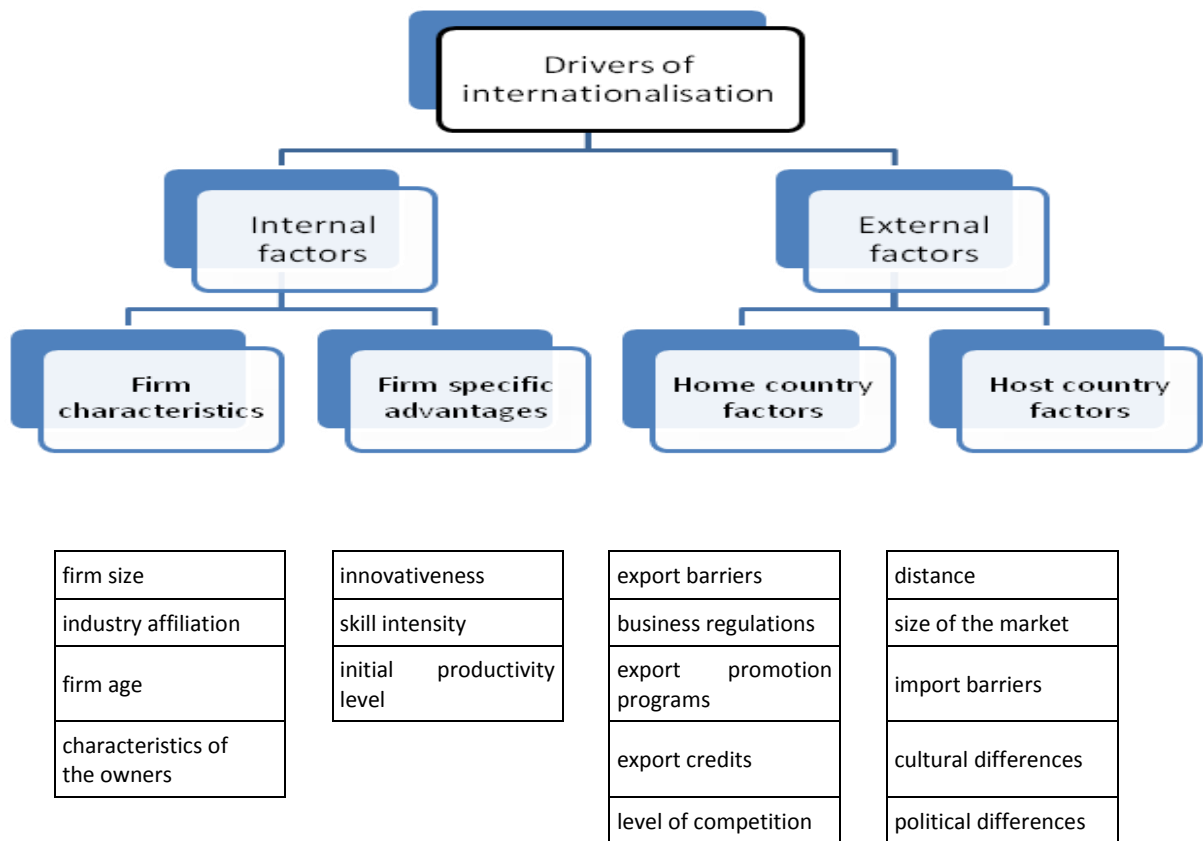 Drivers of
internationalisation
Internal
factors
External
factors
Firm
characteristics
Firm specific
advantages
Home country
factors
Host country
factors
firm size
industry affiliation
firm age
characteristics of
the owners
innovativeness
skill intensity
initial productivity
level
export barriers
business regulations
export promotion
programs
export credits
level of competition
distance
size of the market
import barriers
cultural differences
political differences